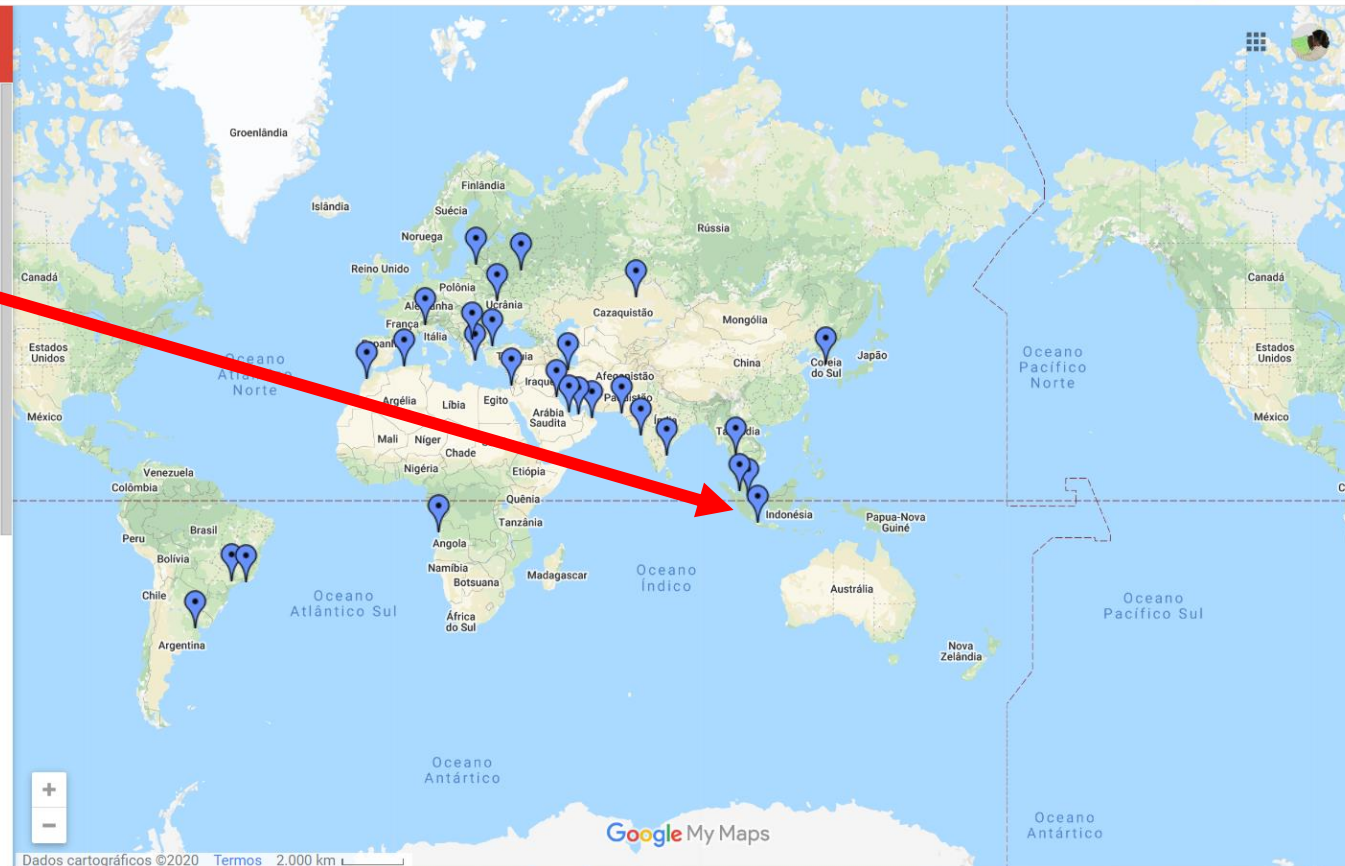 Groenlândia
Islândia
Finlândia
Suécia
Noruega
Rússia
Reino Unido
Canadá
Canadá
Polônia
Ucrânia
Cazaquistão
Mongólia
França
Itália
Estados
Unidos
Oceano
Norte
China
Coreia
do Sul
Japão
Oceano
Pacífico
Norte
Estados
Unidos
Afeganistão
Argélia
Líbia
Egito
Arábia
Saudita
México
México
Mali
Níger
Chade
Nigéria
Etiópia
Venezuela
Colômbia
Quênia
Indonésia
Papua-Nova
Guiné
Tanzânia
Brasil
Peru
Angola
Bolívia
Namíbia
Botsuana
Madagascar
Oceano
Índico
Austrália
Chile
Oceano
Atlântico Sul
África
do Sul
Oceano
Pacífico Sul
Argentina
Nova
Zelândia
Oceano
Antártico
Oceano
Antártico
+
−
Google My Maps
Dados cartográficos ©2020 Termos 2.000 km